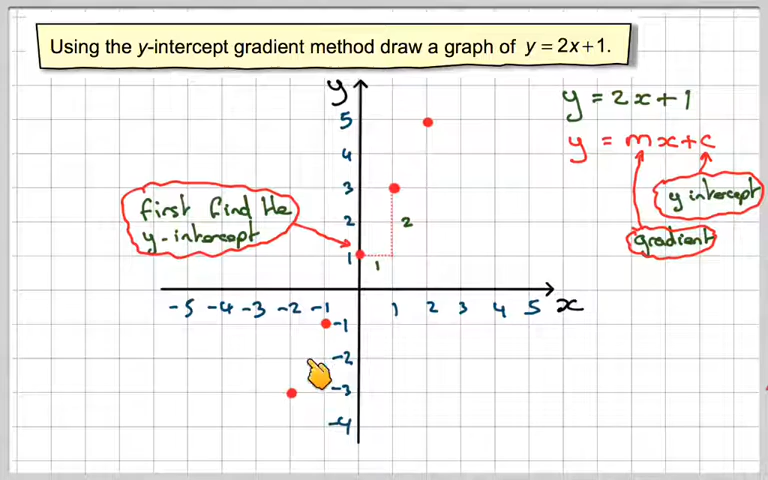 Using the y-intercept gradient method draw a graph of y = 2x+1.
y
y = 2x+1
5
y = mx+c
4
3
y intercept
first find the
2
2
y-intercept
gradient
1
1
-5 -4 -3 -2 -1 1 2 3 4 5 x
-1
-2
-3
-4